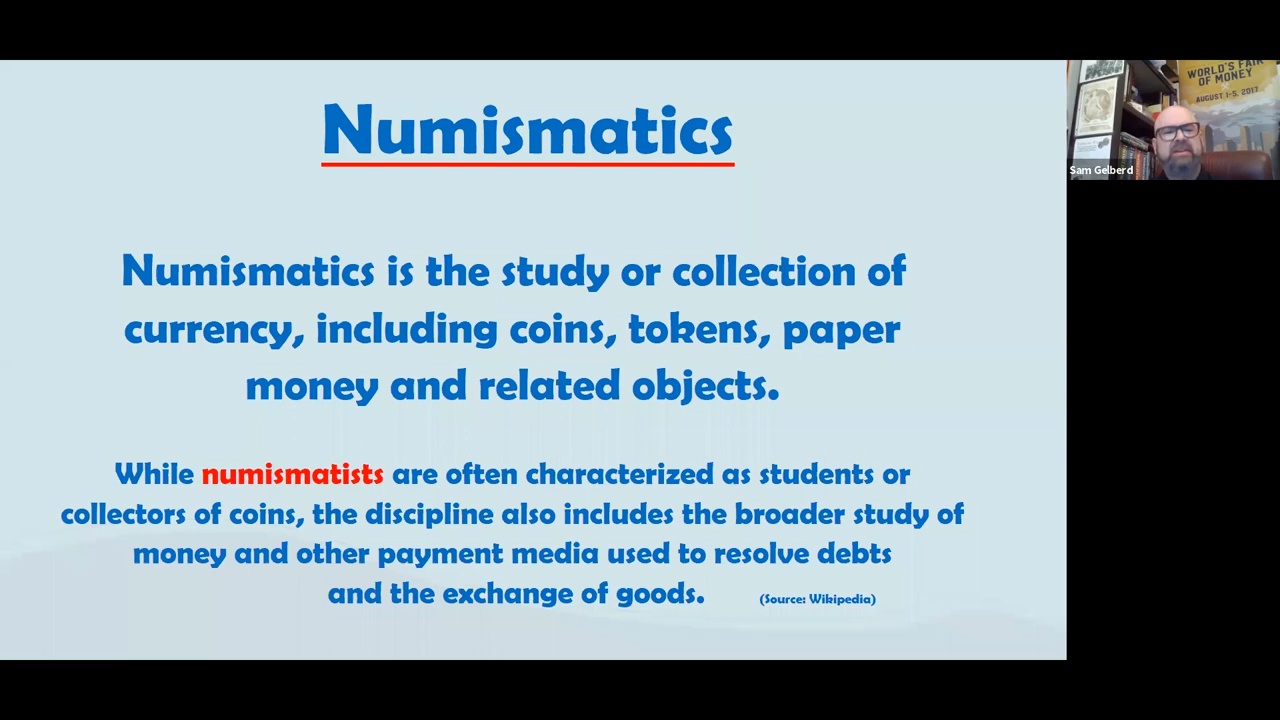 Numismatics
Numismatics is the study or collection of
currency, including coins, tokens, paper
money and related objects.
While numismatists are often characterized as students or
collectors of coins, the discipline also includes the broader study of
money and other payment media used to resolve debts
and the exchange of goods. (Source: Wikipedia)
WORLD'S FAIR
OF MONEY
AUGUST 1-5, 2017
Sam Gelberd